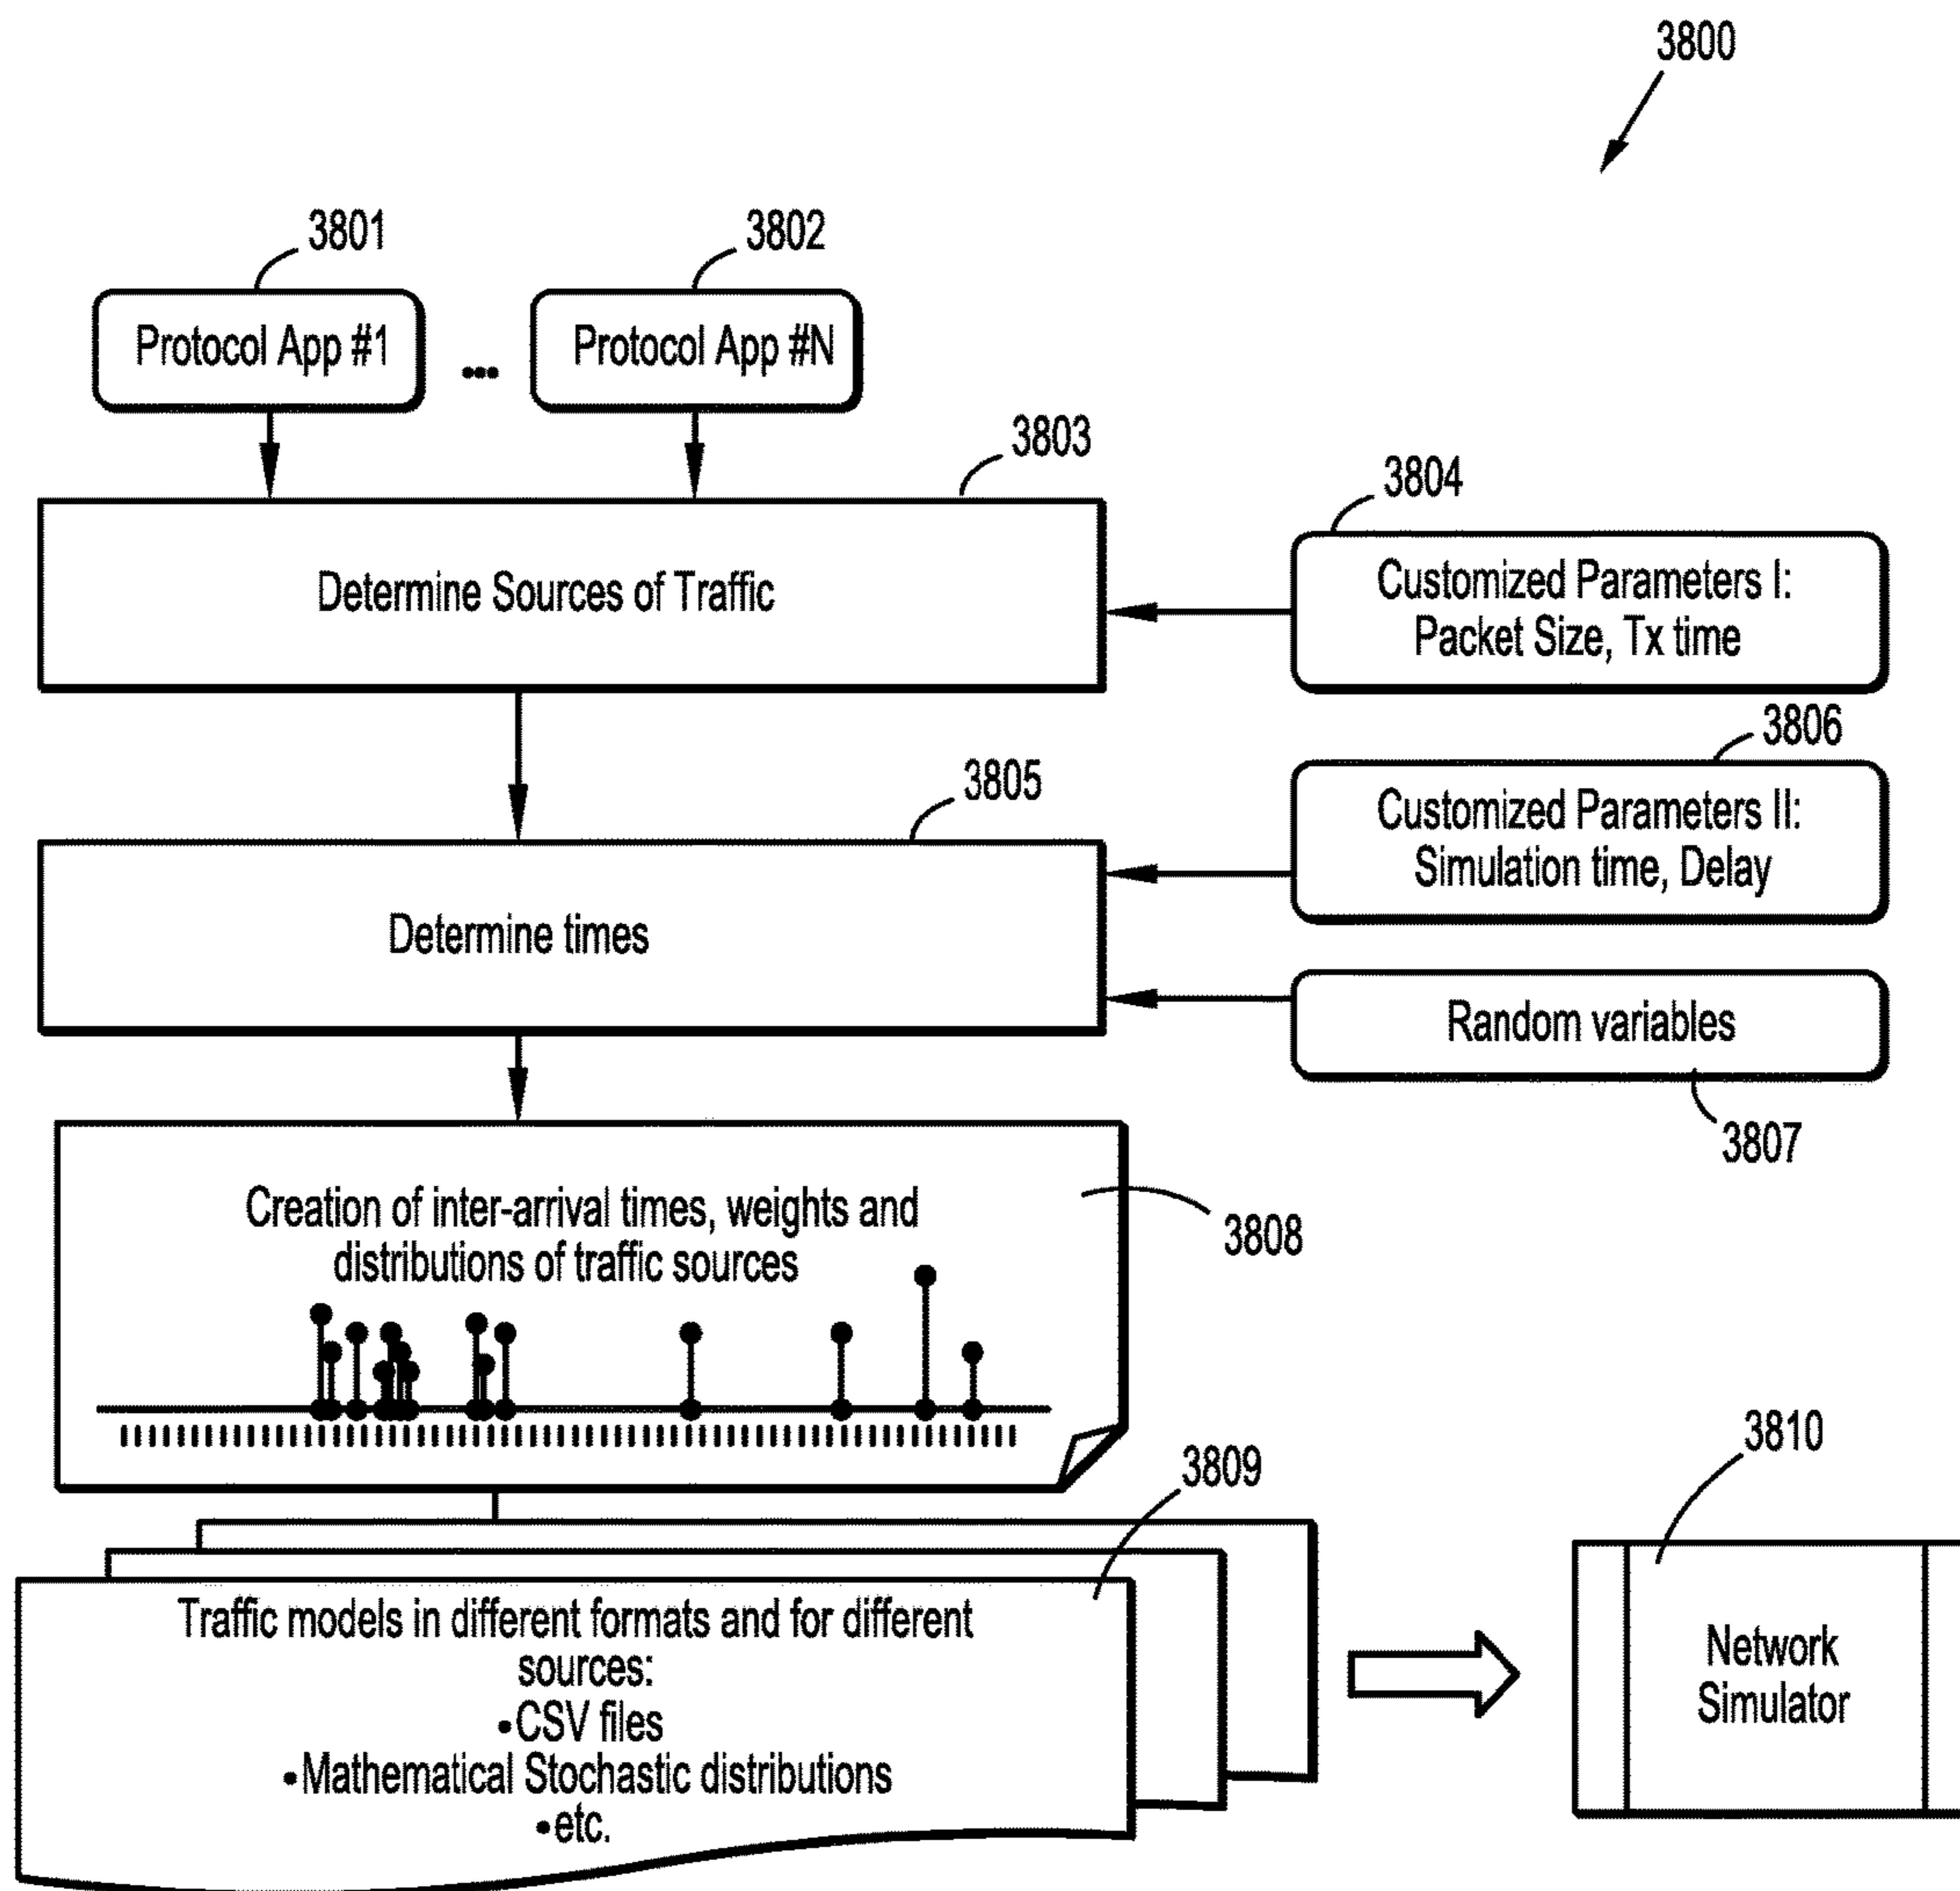 3800
3801
3802
Protocol App #1
...
Protocol App #N
3803
3804
Determine Sources of Traffic
Customized Parameters I:
Packet Size, Tx time
3806
3805
Customized Parameters II:
Simulation time, Delay
Determine times
Random variables
3807
Creation of inter-arrival times, weights and
distributions of traffic sources
3808
3809
3810
Traffic models in different formats and for different
sources:
•CSV files
•Mathematical Stochastic distributions
•etc.
Network
Simulator